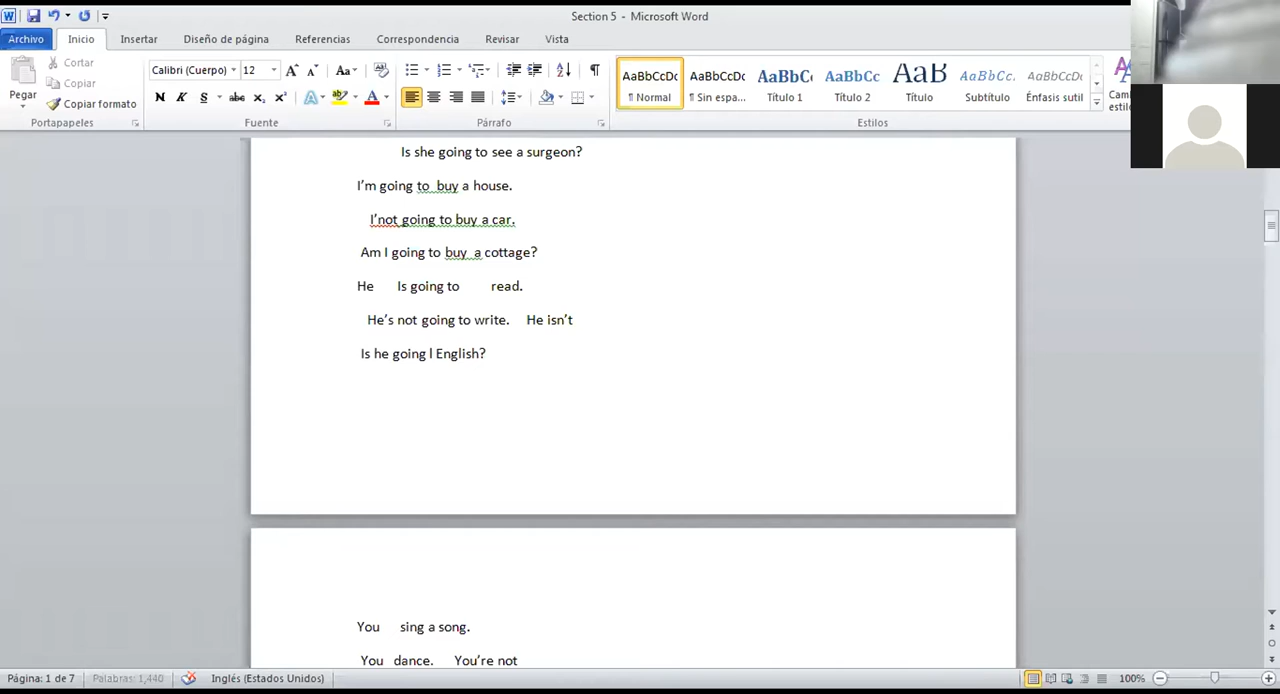 Section 5 - Microsoft Word
Archivo Inicio Insertar Diseño de página Referencias Correspondencia Revisar Vista
Cortar
Copiar
Copiar formato
Pegar
Portapapeles
Calibri (Cuerpo) 12
N K S abc x₂ x²
Fuente
Párrafo
AaBbCcDc AaBbCcDc AaBbC AaBbCc AaB AaBbCc. AaBbCcDc
¶ Normal ¶ Sin espa... Título 1 Título 2 Título Subtítulo Énfasis sutil
Estilos
Is she going to see a surgeon?
I'm going to buy a house.
I'not going to buy a car.
Am I going to buy a cottage?
He Is going to read.
He's not going to write. He isn't
Is he going l English?
You sing a song.
You dance. You're not
Página: 1 de 7 Palabras: 1,440 Inglés (Estados Unidos) 100%